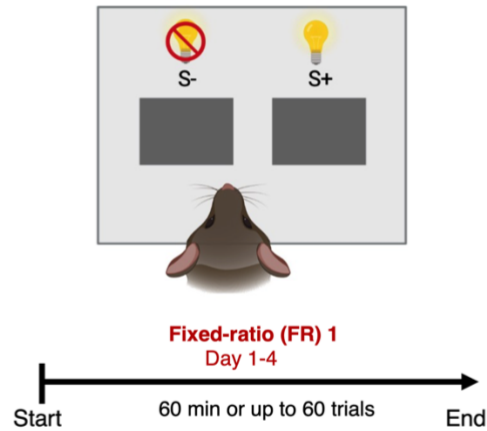 S-
S+
Fixed-ratio (FR) 1
Day 1-4
60 min or up to 60 trials
Start
End